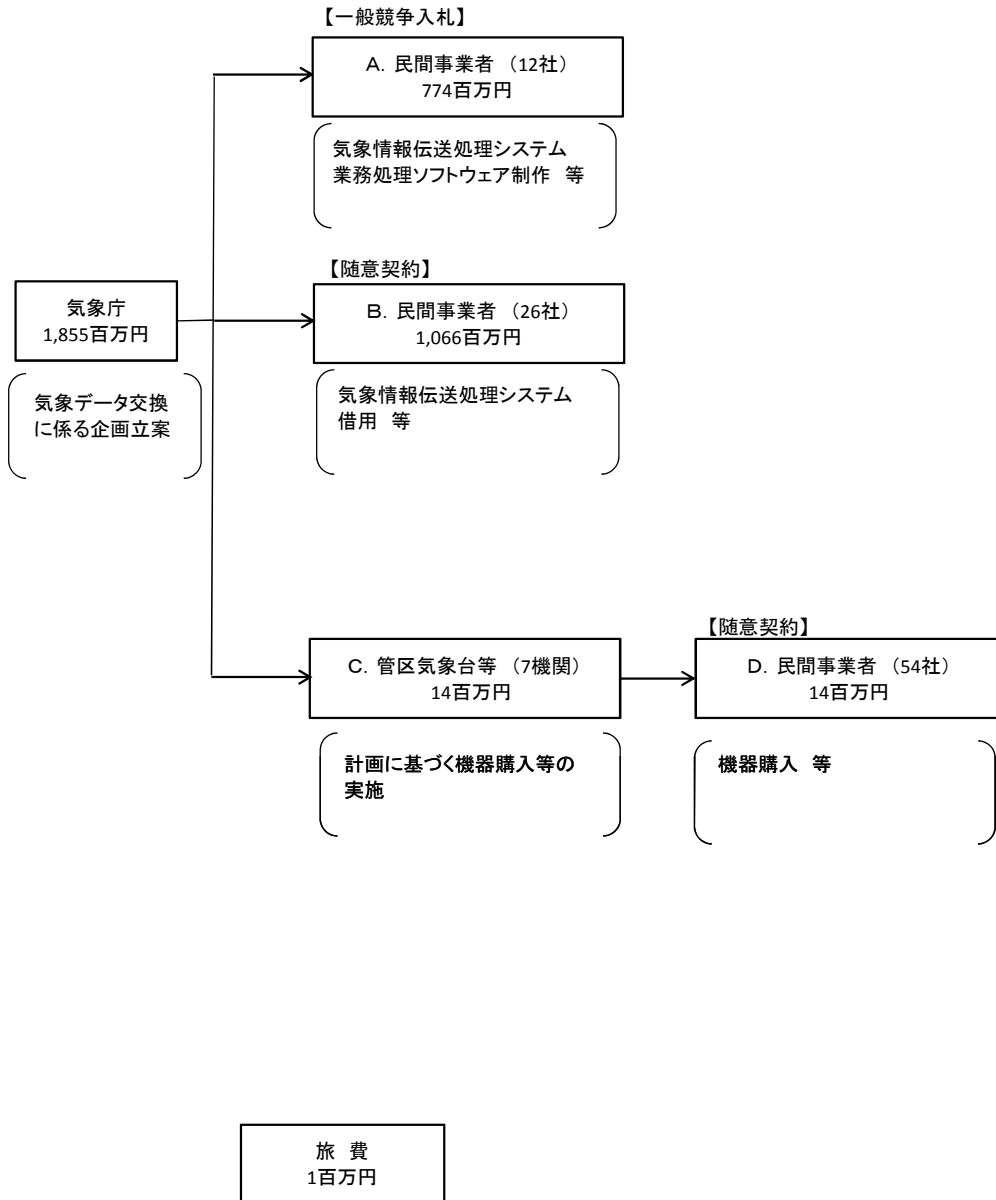 【一般競争入札】
A. 民間事業者 (12社)
774百万円
気象情報伝送処理システム
業務処理ソフトウェア制作 等
【随意契約】
気象庁
1,855百万円
B. 民間事業者 (26社)
1,066百万円
気象データ交換
に係る企画立案
気象情報伝送処理システム
借用 等
【随意契約】
C. 管区気象台等 (7機関)
14百万円
D. 民間事業者 (54社)
14百万円
計画に基づく機器購入等の
実施
機器購入 等
旅 費
1百万円